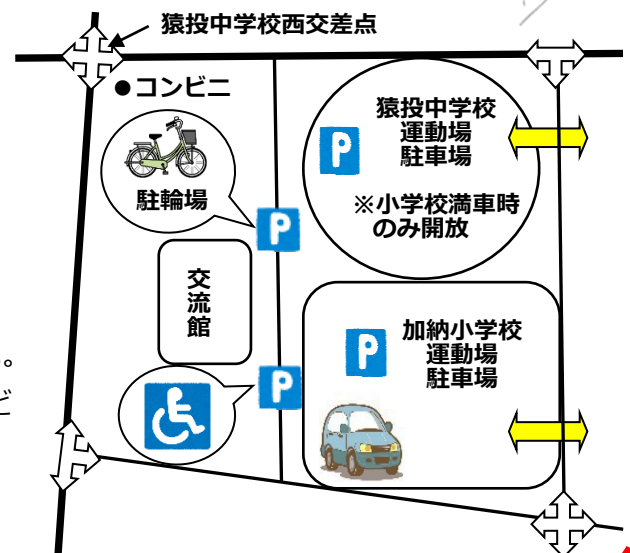 猿投中学校西交差点
●コンビニ
猿投中学校
運動場
駐車場
P
※小学校満車時
のみ開放
駐輪場
P
交
流
館
加納小学校
運動場
駐車場
P
P
。
ど